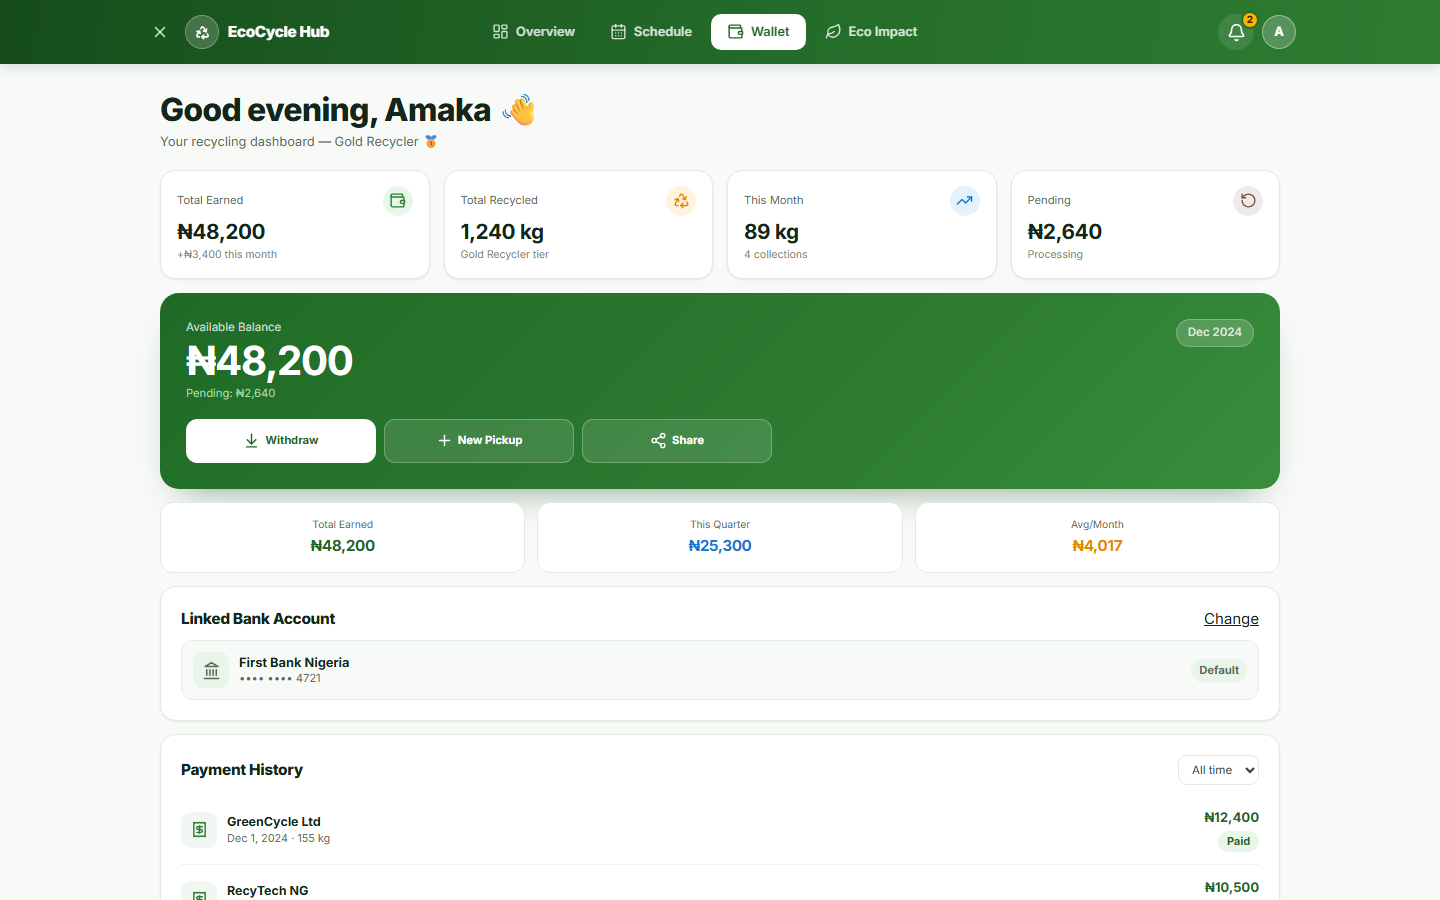 EcoCycle Hub
Overview
Schedule
Wallet
Eco Impact
2
A
Good evening, Amaka 👋
Your recycling dashboard — Gold Recycler 🏅
Total Earned
₦48,200
+₦3,400 this month
Total Recycled
1,240 kg
Gold Recycler tier
This Month
89 kg
4 collections
Pending
₦2,640
Processing
Available Balance
₦48,200
Pending: ₦2,640
Dec 2024
Withdraw
New Pickup
Share
Total Earned
₦48,200
This Quarter
₦25,300
Avg/Month
₦4,017
Linked Bank Account
Change
First Bank Nigeria
•••• •••• 4721
Default
Payment History
All time
GreenCycle Ltd
Dec 1, 2024 · 155 kg
₦12,400
Paid
RecyTech NG
₦10,500